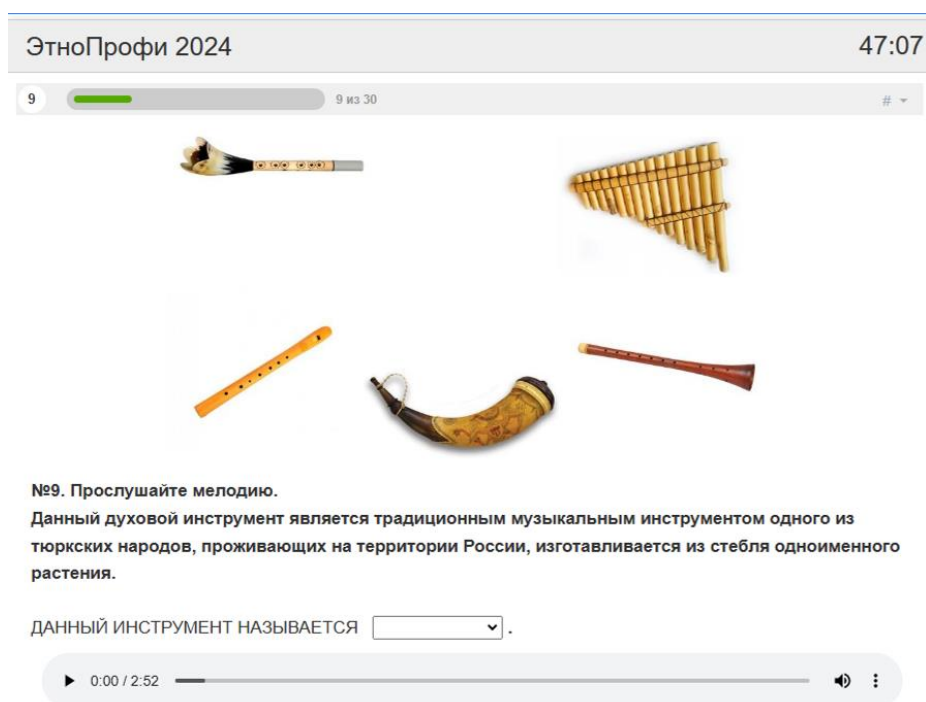 ЭтноПрофи 2024
47:07
9
9 из 30
#
№9. Прослушайте мелодию.
Данный духовой инструмент является традиционным музыкальным инструментом одного из
тюркских народов, проживающих на территории России, изготавливается из стебля одноименного
растения.
ДАННЫЙ ИНСТРУМЕНТ НАЗЫВАЕТСЯ .
0:00 / 2:52